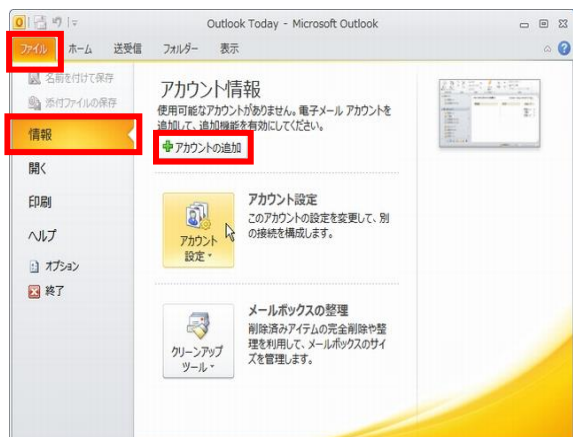 Outlook Today - Microsoft Outlook
ファイル ホーム 送受信 フォルダー 表示
名前を付けて保存
添付ファイルの保存
情報
開く
印刷
ヘルプ
オプション
終了
アカウント情報
使用可能なアカウントがありません。電子メール アカウントを
追加して、追加機能を有効にしてください。
アカウントの追加
アカウント
設定
アカウント設定
このアカウントの設定を変更して、別
の接続を構成します。
クリーンアップ
ツール
メールボックスの整理
削除済みアイテムの完全削除や整
理を利用して、メールボックスのサイ
ズを管理します。